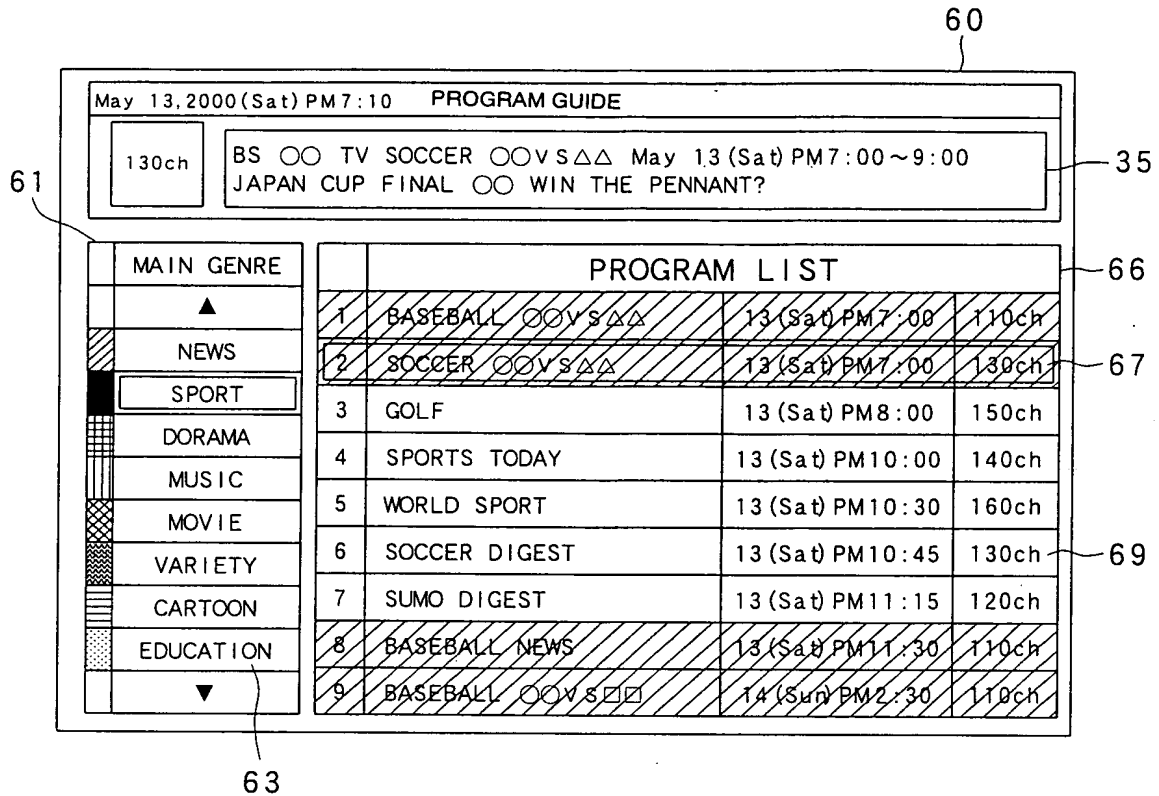 60
May 13,2000(Sat) PM7:10 PROGRAM GUIDE
130ch
BS ○○ TV SOCCER ○○VS△△ May 13(Sat)PM7:00~9:00
JAPAN CUP FINAL ○○ WIN THE PENNANT?
35
61
MAIN GENRE
▲
NEWS
SPORT
DORAMA
MUSIC
MOVIE
VARIETY
CARTOON
EDUCATION
▼
63
PROGRAM LIST
66
1 BASEBALL ○○VS△△ 13(Sat)PM7:00 110ch
2 SOCCER ○○VS△△ 13(Sat)PM7:00 130ch
67
3 GOLF 13(Sat)PM8:00 150ch
4 SPORTS TODAY 13(Sat)PM10:00 140ch
5 WORLD SPORT 13(Sat)PM10:30 160ch
6 SOCCER DIGEST 13(Sat)PM10:45 130ch
69
7 SUMO DIGEST 13(Sat)PM11:15 120ch
8 BASEBALL NEWS 13(Sat)PM11:30 110ch
9 BASEBALL ○○VS□□ 14(Sun)PM2:30 110ch